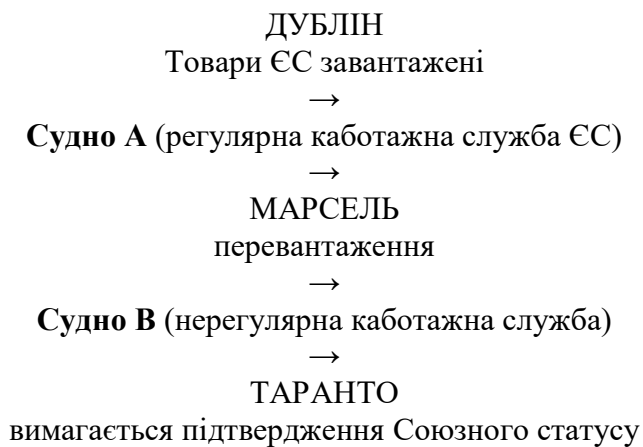 ДУБЛІН
Товари ЄС завантажені
→
Судно А (регулярна каботажна служба ЄС)
→
МАРСЕЛЬ
перевантаження
→
Судно В (нерегулярна каботажна служба)
→
ТАРАНТО
вимагається підтвердження Союзного статусу